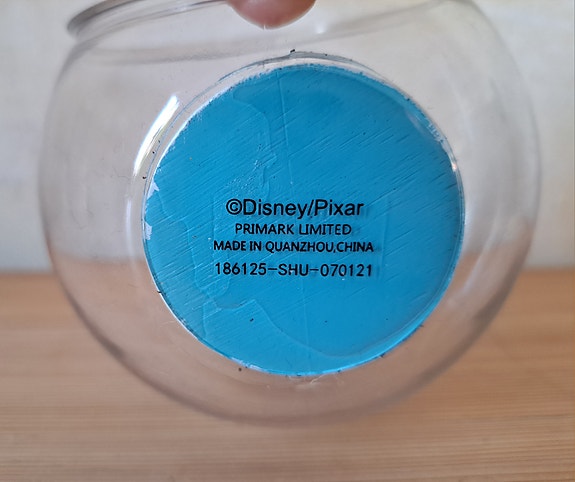 ©Disney/Pixar
PRIMARK LIMITED
MADE IN QUANZHOU,CHINA
186125-SHU-070121